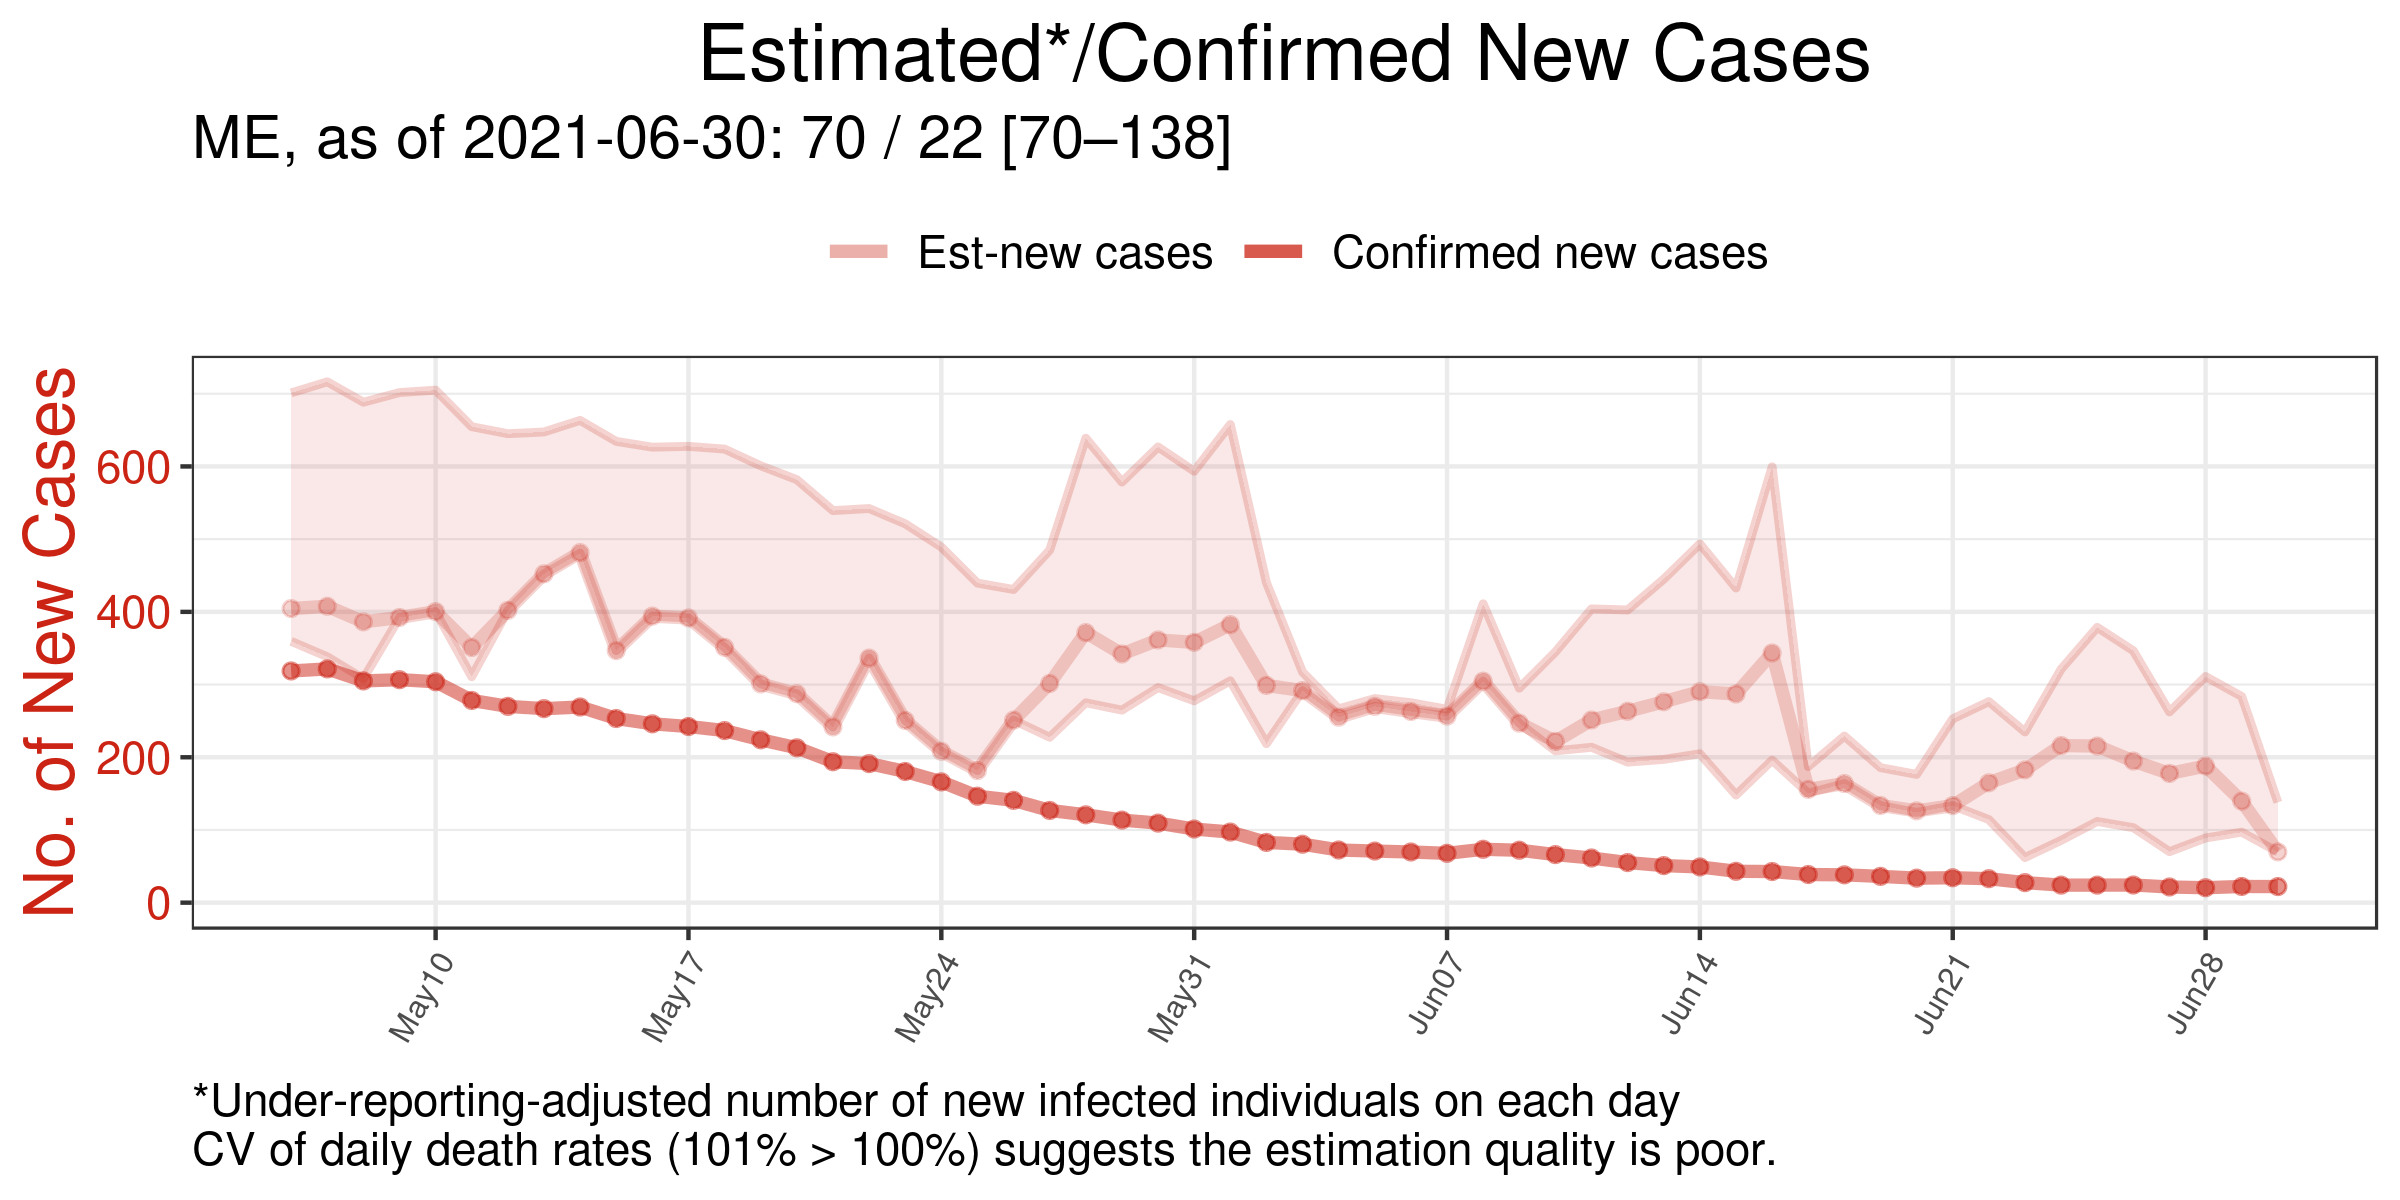 Estimated*/Confirmed New Cases
ME, as of 2021-06-30: 70 / 22 [70–138]
Est-new cases Confirmed new cases
No. of New Cases
600
400
200
0
May10 May17 May24 May31 Jun07 Jun14 Jun21 Jun28
*Under-reporting-adjusted number of new infected individuals on each day
CV of daily death rates (101% > 100%) suggests the estimation quality is poor.